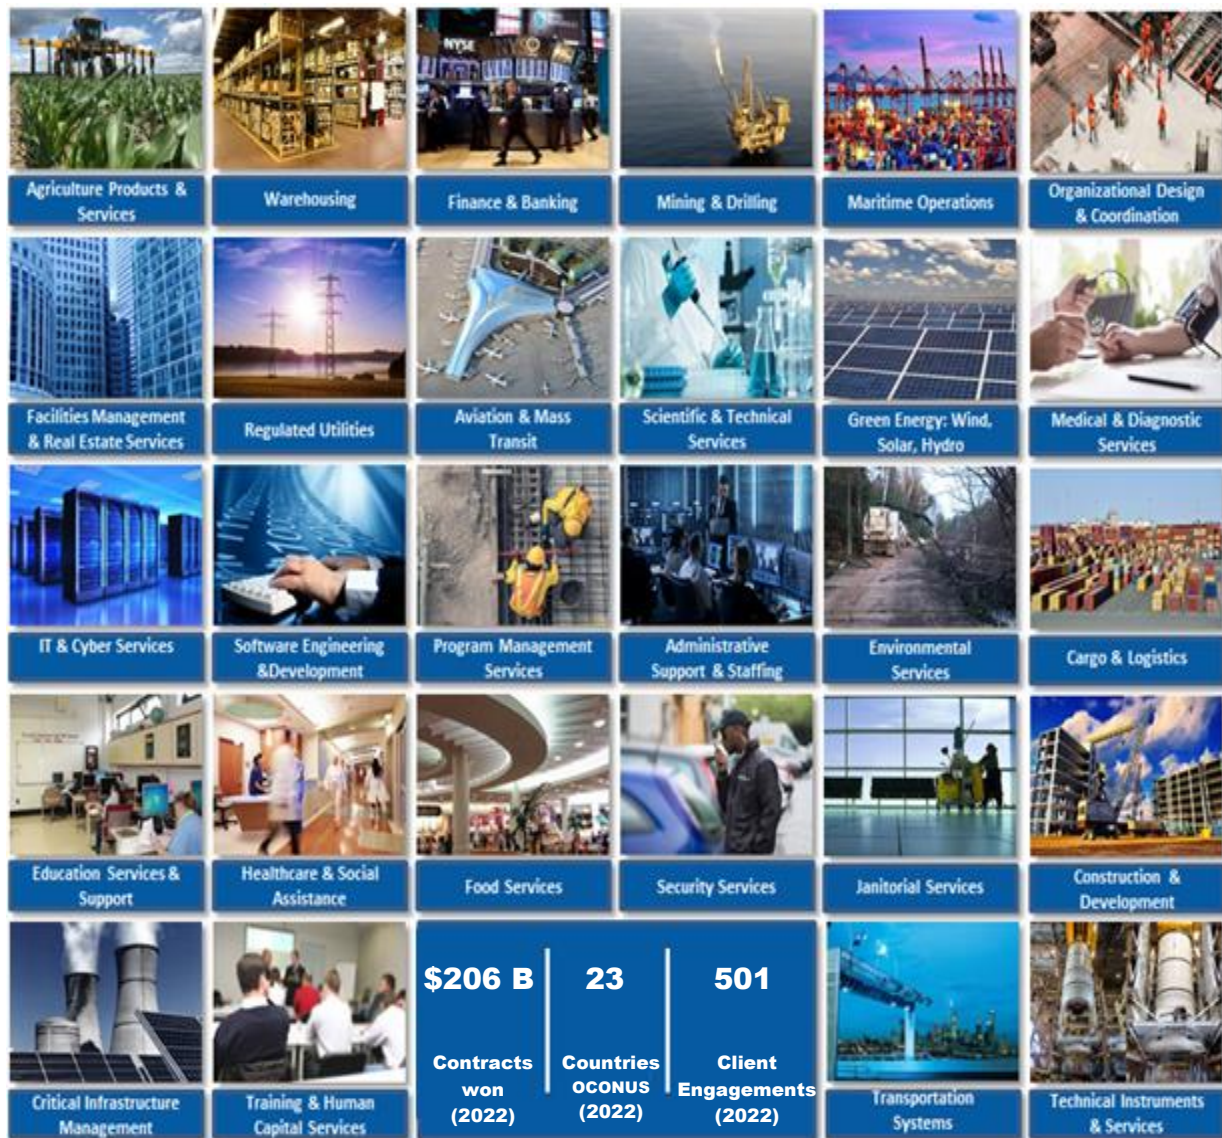 NYSE
Agriculture Products &
Services
Warehousing
Finance & Banking
Mining & Drilling
Maritime Operations
Organizational Design
& Coordination
Facilities Management
& Real Estate Services
Regulated Utilities
Aviation & Mass
Transit
Scientific & Technical
Services
Green Energy: Wind,
Solar, Hydro
Medical & Diagnostic
Services
IT & Cyber Services
Software Engineering
&Development
Program Management
Services
Administrative
Support & Staffing
Environmental
Services
Cargo & Logistics
Education Services &
Support
Healthcare & Social
Assistance
Food Services
Security Services
Janitorial Services
Construction &
Development
Critical Infrastructure
Management
Training & Human
Capital Services
$206 B
Contracts
won
(2022)
23
Countries
OCONUS
(2022)
501
Client
Engagements
(2022)
Transportation
Systems
Technical Instruments
& Services